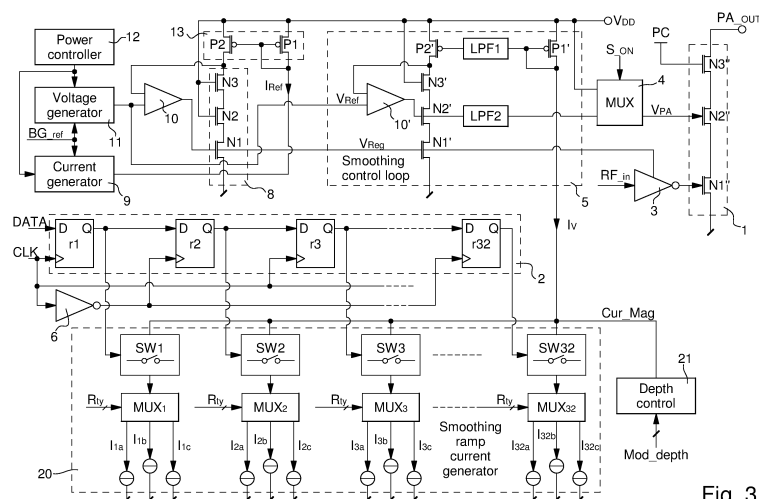 Power controller
12
Voltage generator
11
BG_ref
Current generator
9
10
13
P2
P1
N3
N2
N1
8
IRef
VRef
VReg
P2'
LPF1
P1'
N3'
10'
N2'
LPF2
N1'
Smoothing control loop
5
VDD
S_ON
4
MUX
VPA
PC
PA_OUT
N3"
N2"
N1"
RF_in
3
1
IV
DATA
CLK
D Q
r1
D Q
r2
D Q
r3
D Q
r32
2
6
Cur_Mag
SW1
SW2
SW3
SW32
21
Depth control
Mod_depth
Rty
MUX1
Rty
MUX2
Rty
MUX3
Rty
MUX32
Smoothing ramp current generator
I1a
I1b
I1c
I2a
I2b
I2c
I3a
I3b
I3c
I32a
I32b
I32c
20
Fig. 3